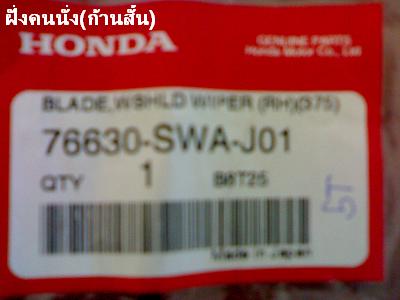 ฝั่งคนนั่ง(ก้านสั้น)
HONDA
GENUINE PARTS
Honda Motor Co., Ltd.
BLADE,WSHLD WIPER (RH)(375)
76630-SWA-J01
QTY 1 B8T25
5T
Made in Japan